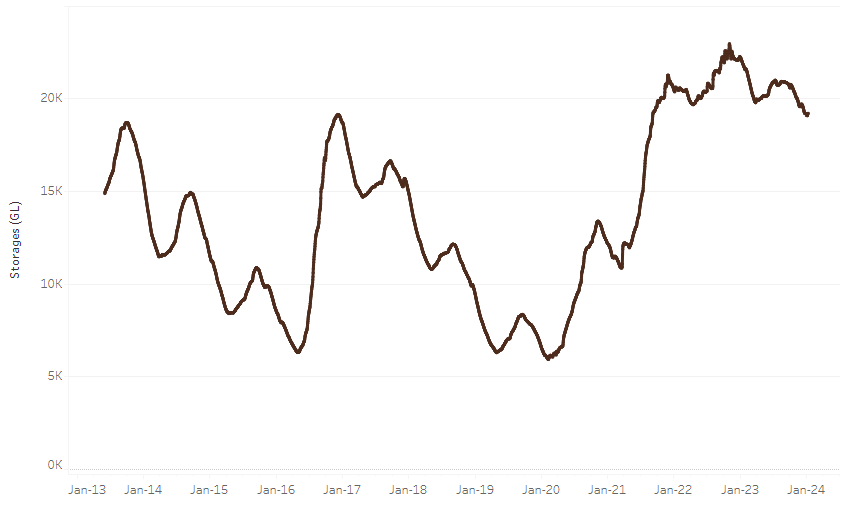 Storages (GL)
20K
15K
10K
5K
0K
Jan-13 Jan-14 Jan-15 Jan-16 Jan-17 Jan-18 Jan-19 Jan-20 Jan-21 Jan-22 Jan-23 Jan-24